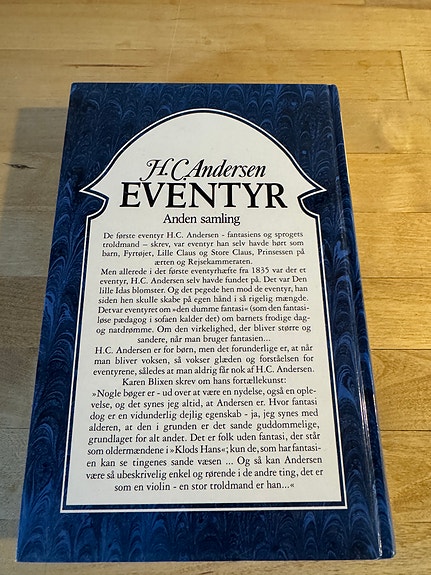 H.C.Andersen
EVENTYR
Anden samling
De første eventyr H.C. Andersen - fantasiens og sprogets
troldmand – skrev, var eventyr han selv havde hørt som
barn, Fyrtøjet, Lille Claus og Store Claus, Prinsessen på
ærten og Rejsekammeraten.
Men allerede i det første eventyrhæfte fra 1835 var der et
eventyr, H.C. Andersen selv havde fundet på. Det var Den
lille Idas blomster. Og det pegede hen mod de eventyr, han
siden hen skulle skabe på egen hånd i så rigelig mængde.
Det var eventyret om »den dumme fantasi« (som den fantasi-
løse pædagog i sofaen kalder det) om barnets frodige dag-
og natdrømme. Om den virkelighed, der bliver større og
sandere, når man bruger fantasien...
H.C. Andersen er for børn, men det forunderlige er, at når
man bliver voksen, så vokser glæden og forståelsen for
eventyrene, således at man aldrig får nok af H.C. Andersen.
Karen Blixen skrev om hans fortællekunst:
»Nogle bøger er - ud over at være en nydelse, også en ople-
velse, og det synes jeg altid, at Andersen er. Hvor fantasi
dog er en vidunderlig dejlig egenskab - ja, jeg synes med
alderen, at den i grunden er det sande guddommelige,
grundlaget for alt andet. Det er folk uden fantasi, der står
som oldermændene i »Klods Hans«; kun de, som har fantasi-
en kan se tingenes sande væsen ... Og så kan Andersen
være så ubeskrivelig enkel og rørende i de andre ting, det er
som en violin - en stor troldmand er han...«